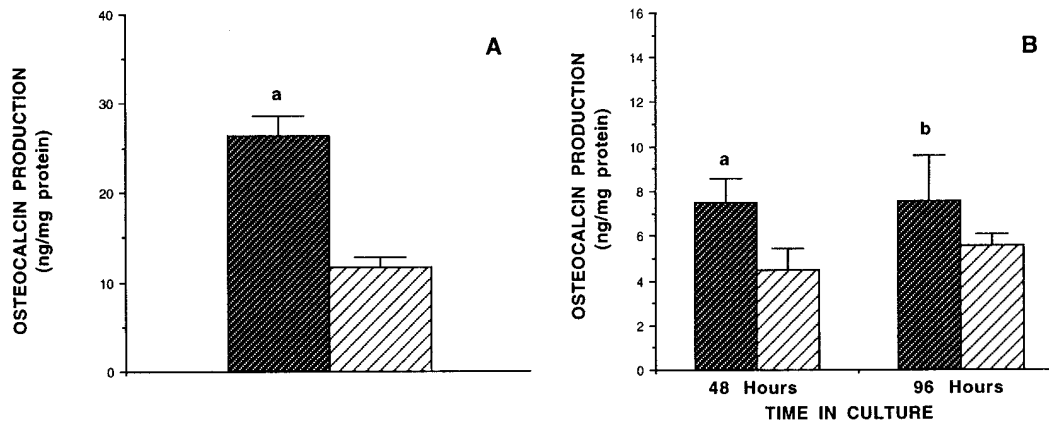 A
OSTEOCALCIN PRODUCTION
(ng/mg protein)
40
30
20
10
0
a
B
OSTEOCALCIN PRODUCTION
(ng/mg protein)
16
14
12
10
8
6
4
2
0
a
b
48 Hours
96 Hours
TIME IN CULTURE